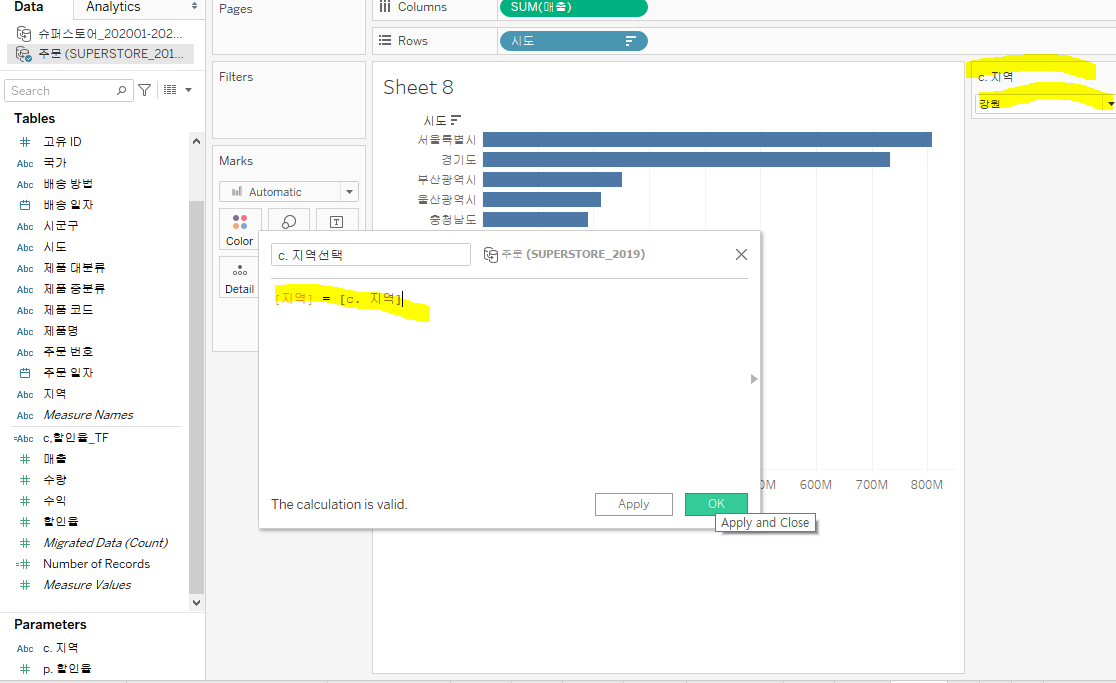 Data
Analytics
슈퍼스토어_202001-202...
주문 (SUPERSTORE_201...
Search
Tables
고유 ID
Abc 국가
Abc 배송 방법
배송 일자
Abc 시군구
Abc 시도
Abc 제품 대분류
Abc 제품 중분류
Abc 제품 코드
Abc 제품명
Abc 주문 번호
주문 일자
Abc 지역
Abc Measure Names
=Abc c.할인율_TF
매출
수량
수익
할인율
Migrated Data (Count)
Number of Records
Measure Values
Parameters
Abc c. 지역
p. 할인율
Pages
Filters
Marks
Automatic
Color
Detail
Columns
SUM(매출)
Rows
시도
Sheet 8
시도
서울특별시
경기도
부산광역시
울산광역시
충청남도
600M 700M 800M
c. 지역선택
주문 (SUPERSTORE_2019)
[지역] = [c. 지역]
The calculation is valid.
Apply
OK
Apply and Close
c. 지역
강원